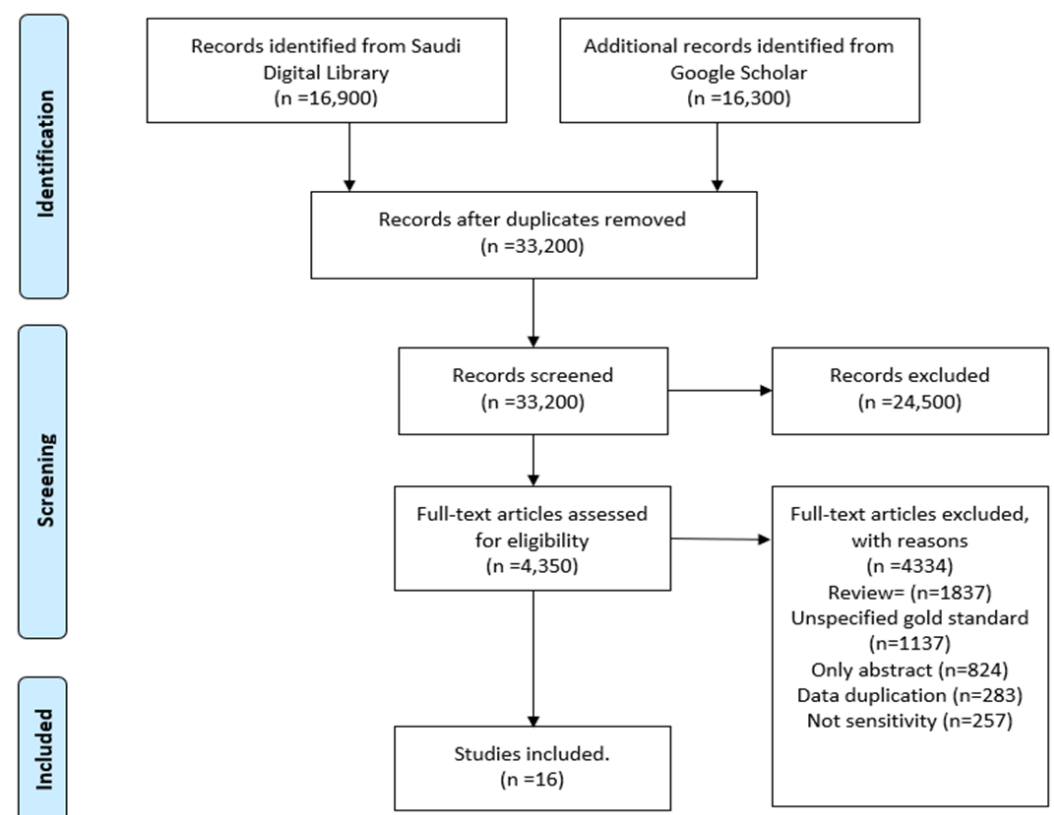 Identification
Records identified from Saudi
Digital Library
(n =16,900)
Additional records identified from
Google Scholar
(n =16,300)
Records after duplicates removed
(n =33,200)
Screening
Records screened
(n =33,200)
Records excluded
(n =24,500)
Full-text articles assessed
for eligibility
(n =4,350)
Full-text articles excluded,
with reasons
(n =4334)
Review= (n=1837)
Unspecified gold standard
(n=1137)
Only abstract (n=824)
Data duplication (n=283)
Not sensitivity (n=257)
Included
Studies included.
(n =16)